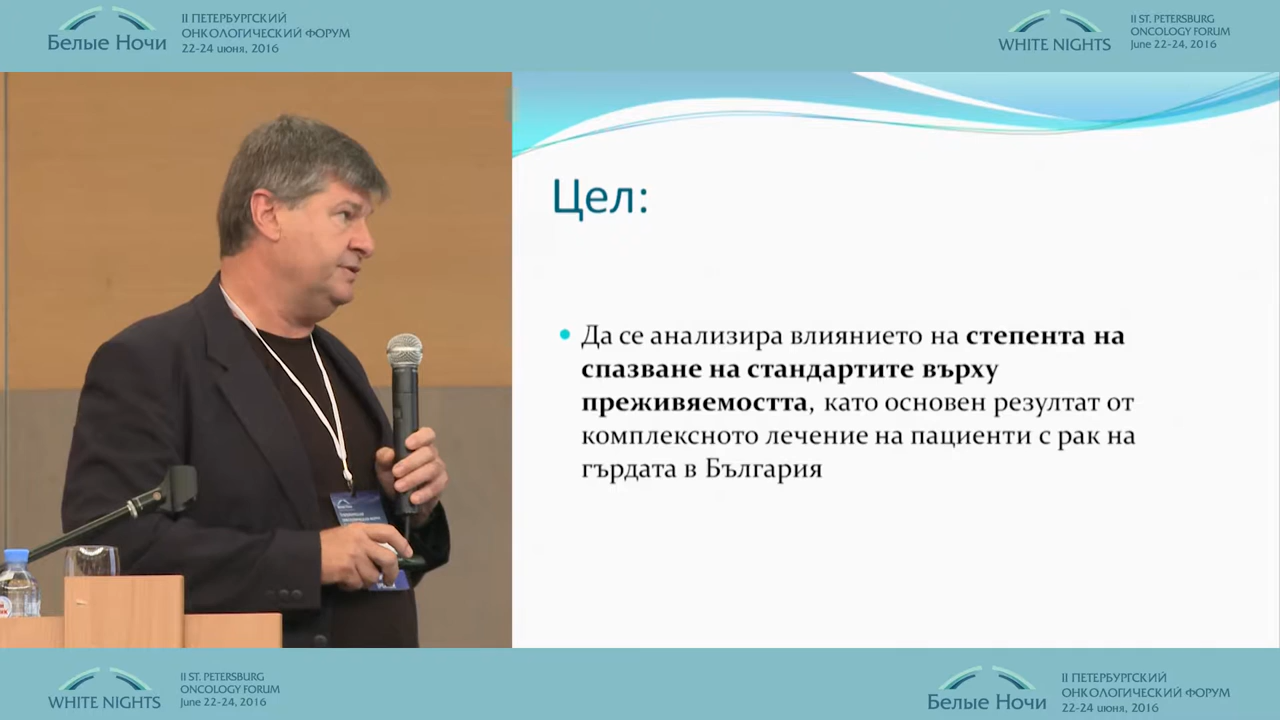 II ПЕТЕРБУРГСКИЙ
ОНКОЛОГИЧЕСКИЙ ФОРУМ
Белые Ночи
22-24 июня, 2016
II ST. PETERSBURG
ONCOLOGY FORUM
WHITE NIGHTS
June 22-24, 2016
Цел:
Да се анализира влиянието на степента на
спазване на стандартите върху
преживяемостта, като основен резултат от
комплексното лечение на пациенти с рак на
гърдата в България
II ST. PETERSBURG
ONCOLOGY FORUM
WHITE NIGHTS
June 22-24, 2016
II ПЕТЕРБУРГСКИЙ
ОНКОЛОГИЧЕСКИЙ ФОРУМ
Белые Ночи
22-24 июня, 2016